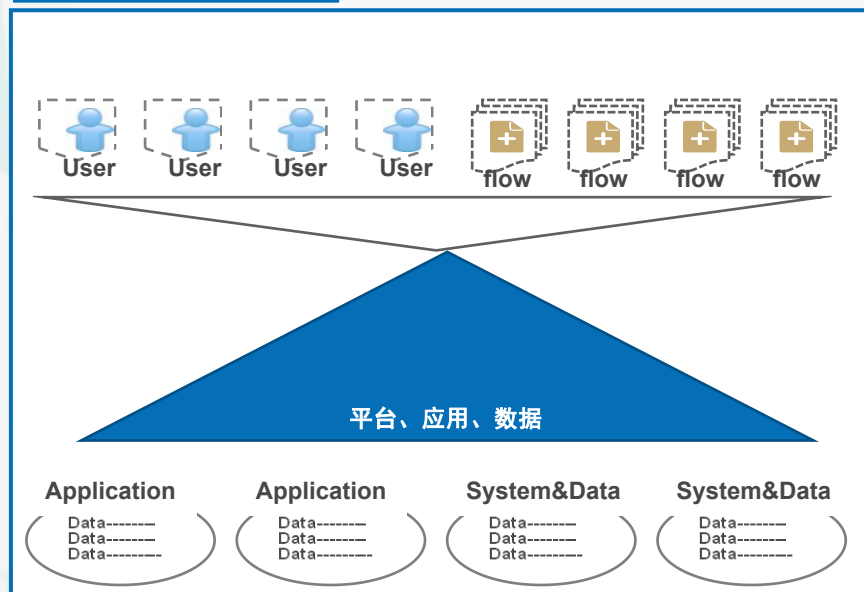 User User User User flow flow flow flow
平台、应用、数据
Application Application System&Data System&Data
Data-------- Data-------- Data-------- Data--------
Data-------- Data-------- Data-------- Data--------
Data--------- Data--------- Data--------- Data---------